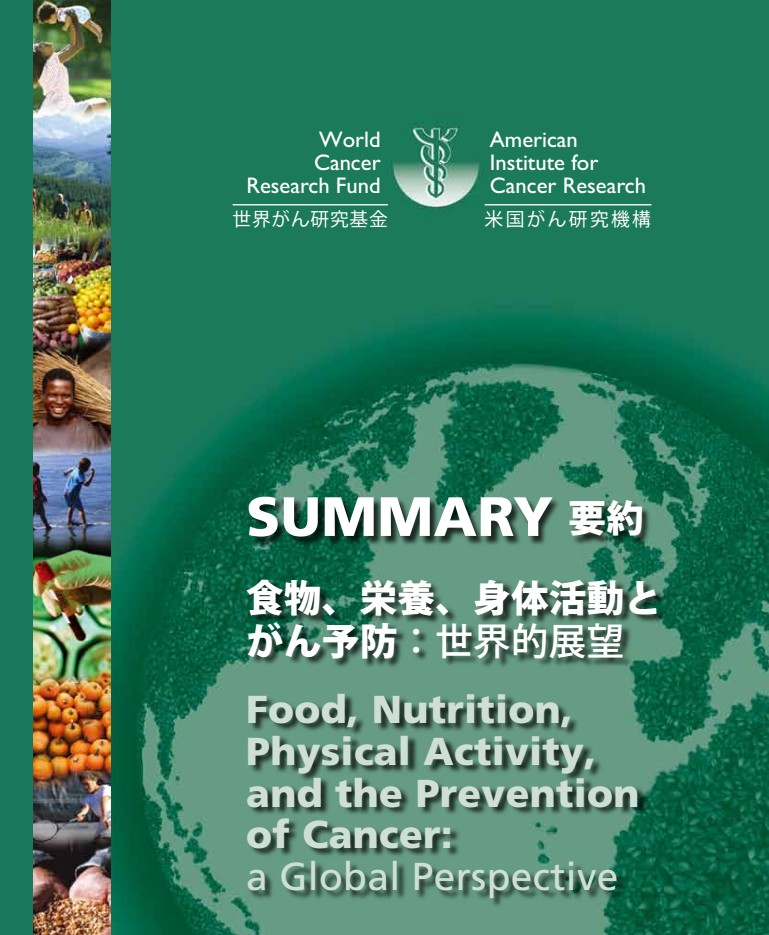 World
Cancer
Research Fund
世界がん研究基金
American
Institute for
Cancer Research
米国がん研究機構
SUMMARY 要約
食物、栄養、身体活動と
がん予防：世界的展望
Food, Nutrition,
Physical Activity,
and the Prevention
of Cancer:
a Global Perspective